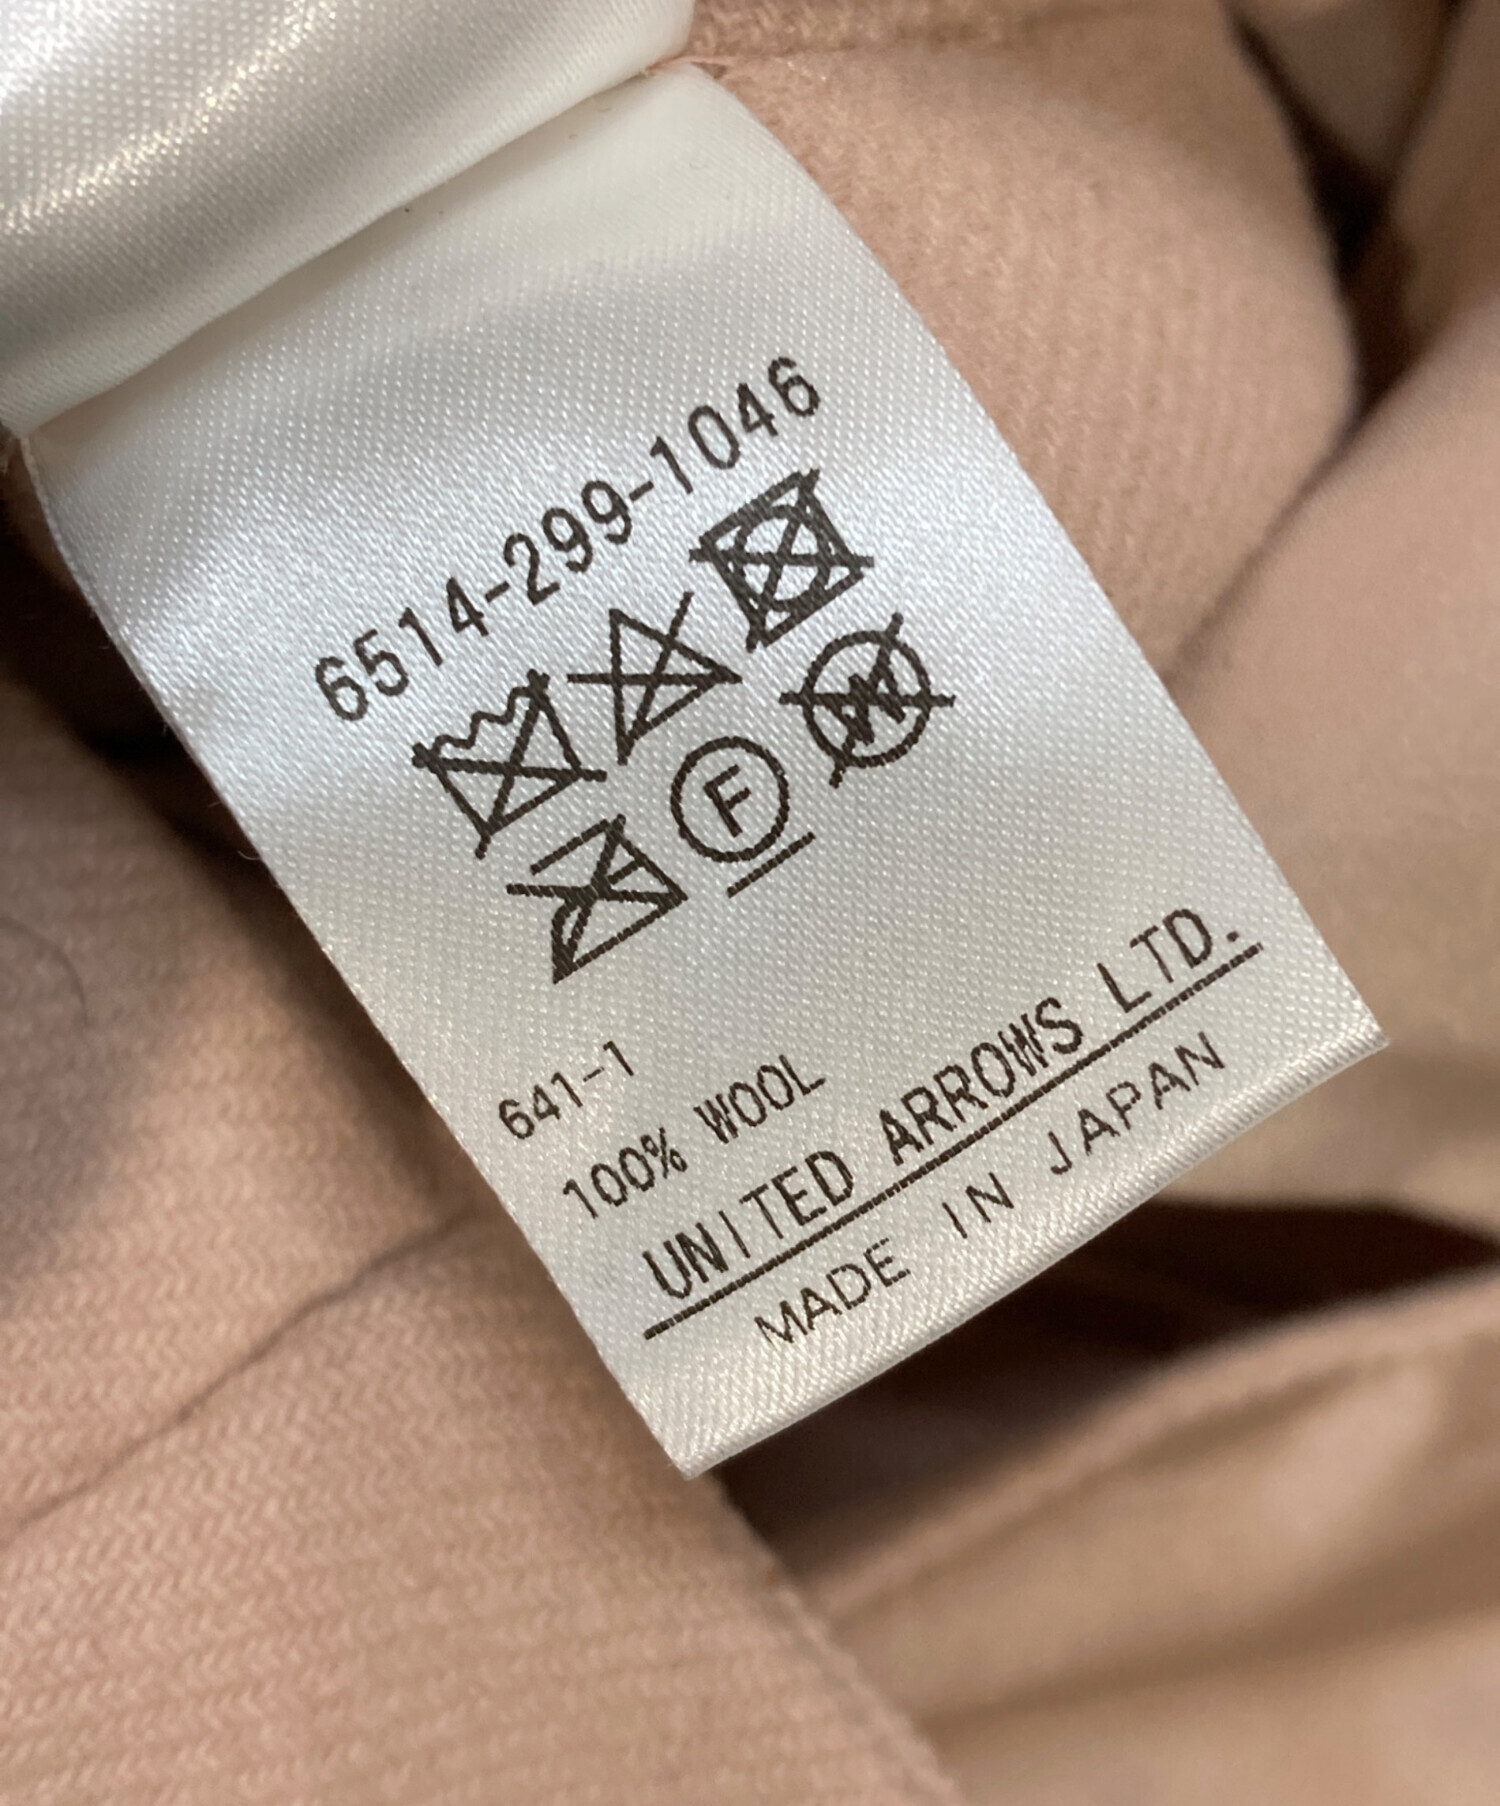 6514-299-1046
F
W
641-1
100% WOOL
UNITED ARROWS LTD.
MADE IN JAPAN